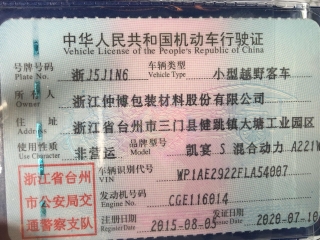 中华人民共和国机动车行驶证
Vehicle License of the People's Republic of China
号牌号码 浙J5J1N6 车辆类型 小型越野客车
Plate No. Vehicle Type
所有人 浙江仲博包装材料股份有限公司
Owner
住址 浙江省台州市三门县健跳镇大塘工业园区
Address
使用性质 非营运 品牌型号 凯宴 S 混合动力 A221W
Use Character Model
浙江省台州市公安局交通警察支队
车辆识别代号 WP1AE2922FLA54007
VIN
发动机号码 CGE116014
Engine No.
注册日期 2015-08-05 发证日期 2020-07-10
Register Date Issue Date